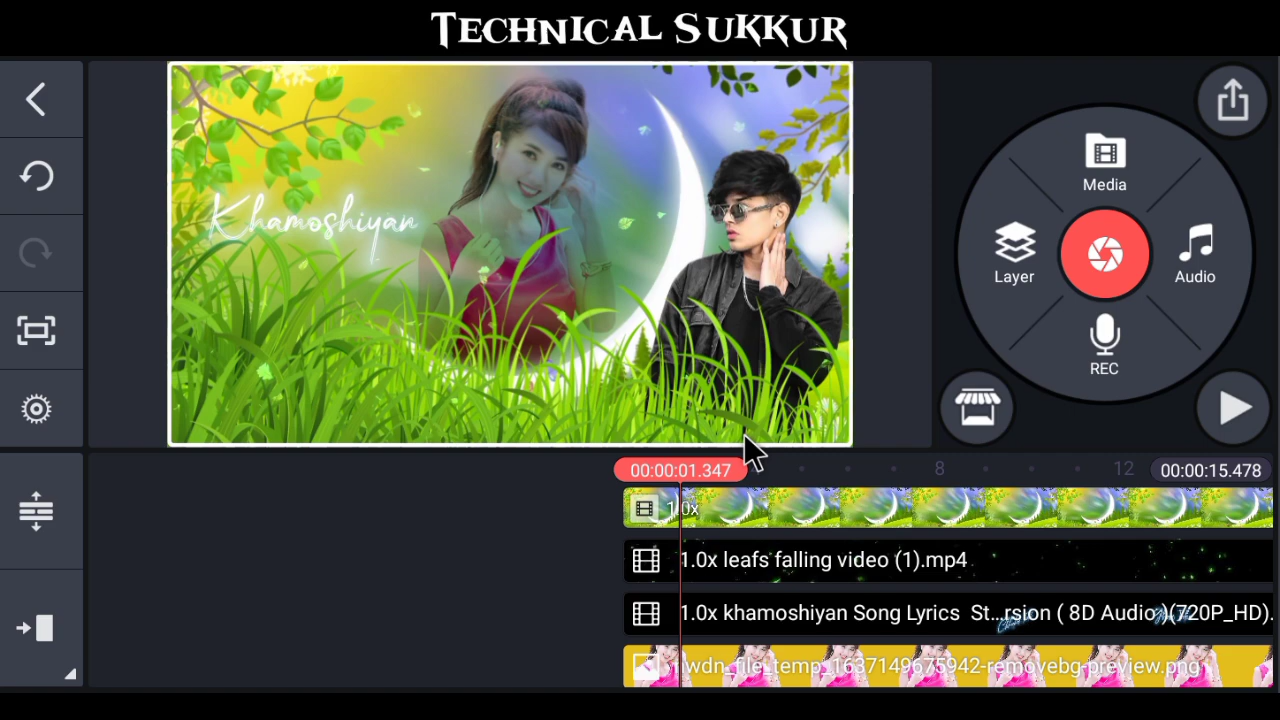 TECHNICAL SUKKUR
Khamoshiyan
Media
Layer
Audio
REC
00:00:01.347
8
12
00:00:15.478
1.0x
1.0x leafs falling video (1).mp4
1.0x khamoshiyan Song Lyrics St...rsion ( 8D Audio )(720P_HD).
wdn_file_temp_1637149675942-removebg-preview.png